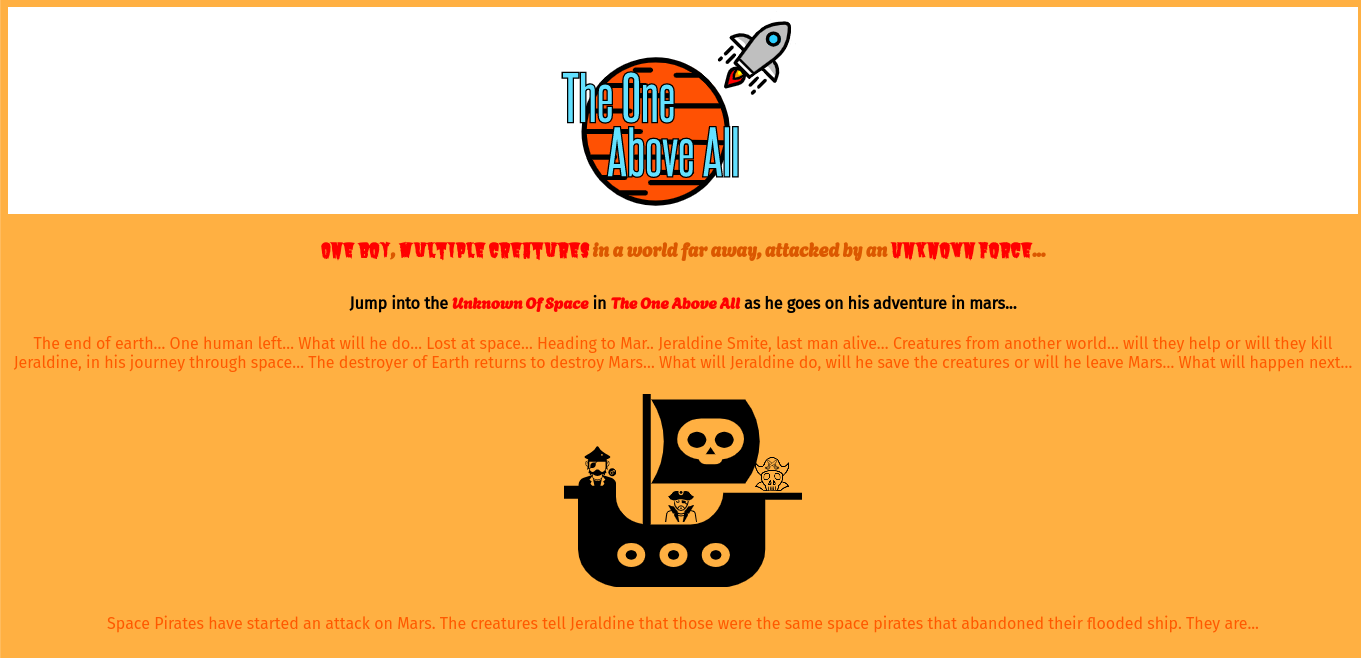 The One
Above All
ONE BOY, MULTIPLE CREATURES in a world far away, attacked by an UNKNOWN FORCE...
Jump into the Unknown Of Space in The One Above All as he goes on his adventure in mars...
The end of earth... One human left... What will he do... Lost at space... Heading to Mar.. Jeraldine Smite, last man alive... Creatures from another world... will they help or will they kill
Jeraldine, in his journey through space... The destroyer of Earth returns to destroy Mars... What will Jeraldine do, will he save the creatures or will he leave Mars... What will happen next...
Space Pirates have started an attack on Mars. The creatures tell Jeraldine that those were the same space pirates that abandoned their flooded ship. They are...